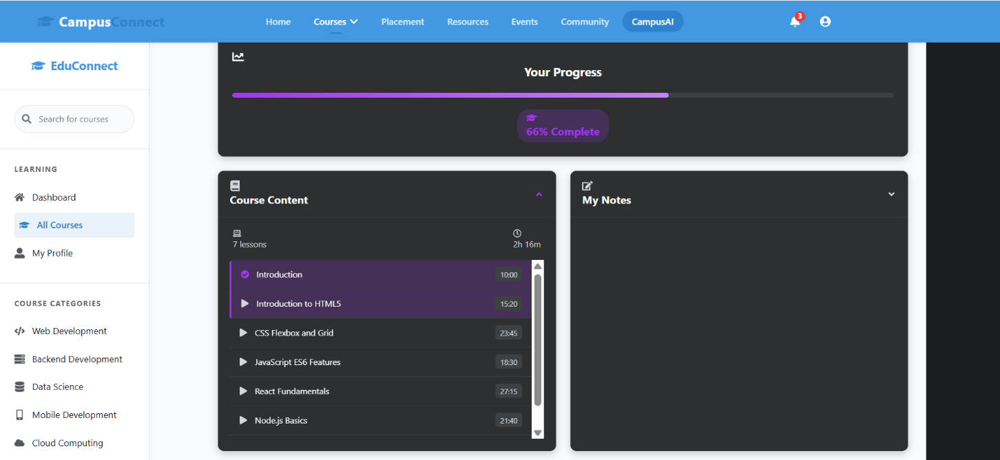 CampusConnect
Home
Courses
Placement
Resources
Events
Community
CampusAI
3
EduConnect
Search for courses
LEARNING
Dashboard
All Courses
My Profile
COURSE CATEGORIES
Web Development
Backend Development
Data Science
Mobile Development
Cloud Computing
Your Progress
66% Complete
Course Content
7 lessons
2h 16m
Introduction 10:00
Introduction to HTML5 15:20
CSS Flexbox and Grid 23:45
JavaScript ES6 Features 18:30
React Fundamentals 27:15
Node.js Basics 21:40
My Notes